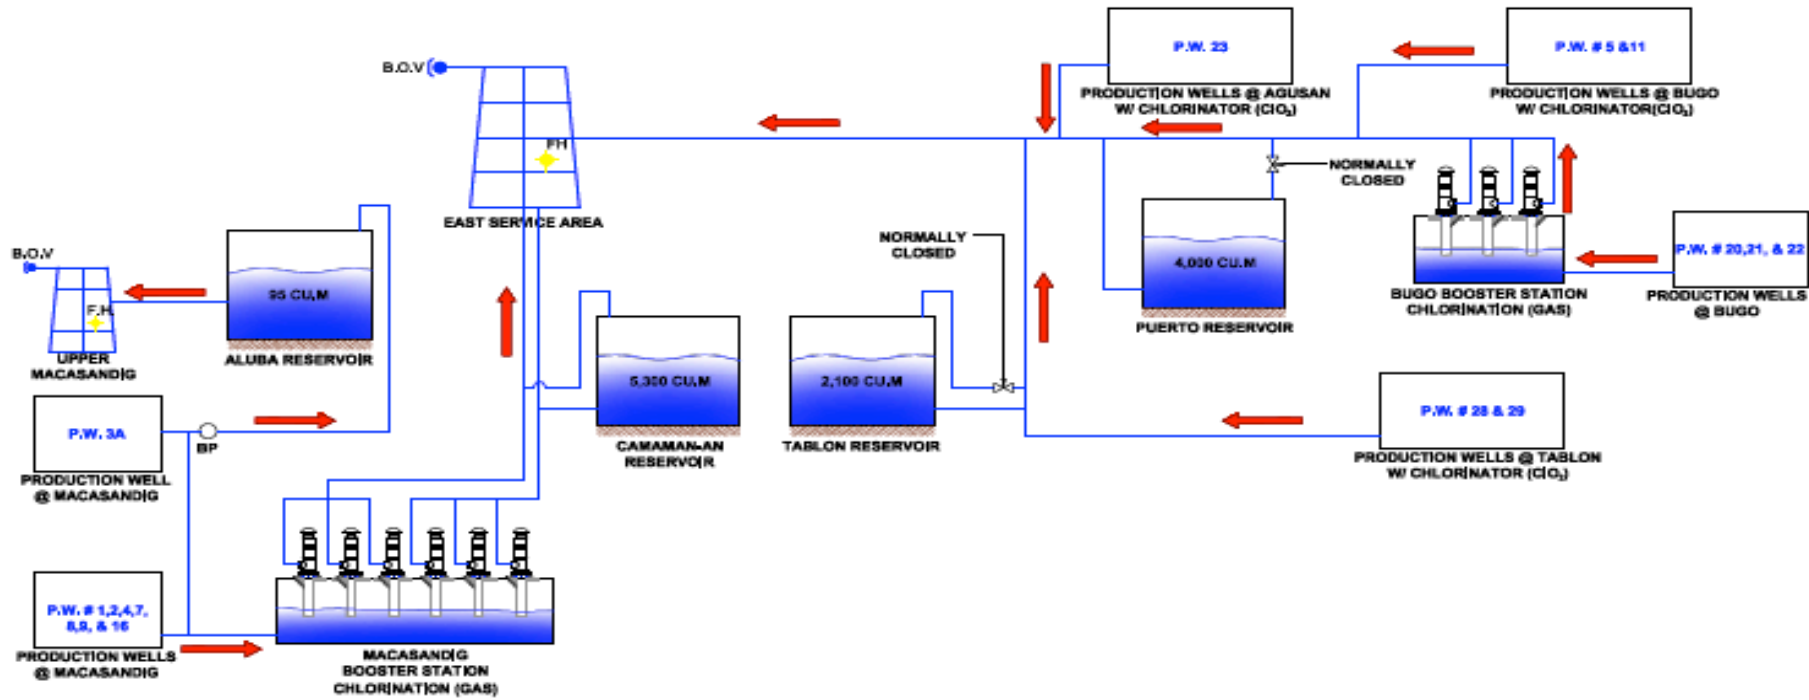 P.W. 23
P.W. # 5 &11
B.O.V
PRODUCTION WELLS @ AGUSAN
W/ CHLORINATOR (ClO₂)
PRODUCTION WELLS @ BUGO
W/ CHLORINATOR(ClO₂)
FH
NORMALLY
CLOSED
EAST SERVICE AREA
NORMALLY
CLOSED
B.O.V
P.W. # 20,21, & 22
4,000 CU.M
95 CU.M
F.H.
BUGO BOOSTER STATION
CHLORINATION (GAS)
PRODUCTION WELLS
@ BUGO
PUERTO RESERVOIR
UPPER
MACASANDIG
ALUBA RESERVOIR
5,300 CU.M
2,100 CU.M
P.W. # 28 & 29
P.W. 3A
BP
CAMAMAN-AN
RESERVOIR
TABLON RESERVOIR
PRODUCTION WELLS @ TABLON
W/ CHLORINATOR (ClO₂)
PRODUCTION WELL
@ MACASANDIG
P.W. # 1,2,4,7,
8,9, & 16
PRODUCTION WELLS
@ MACASANDIG
MACASANDIG
BOOSTER STATION
CHLORINATION (GAS)